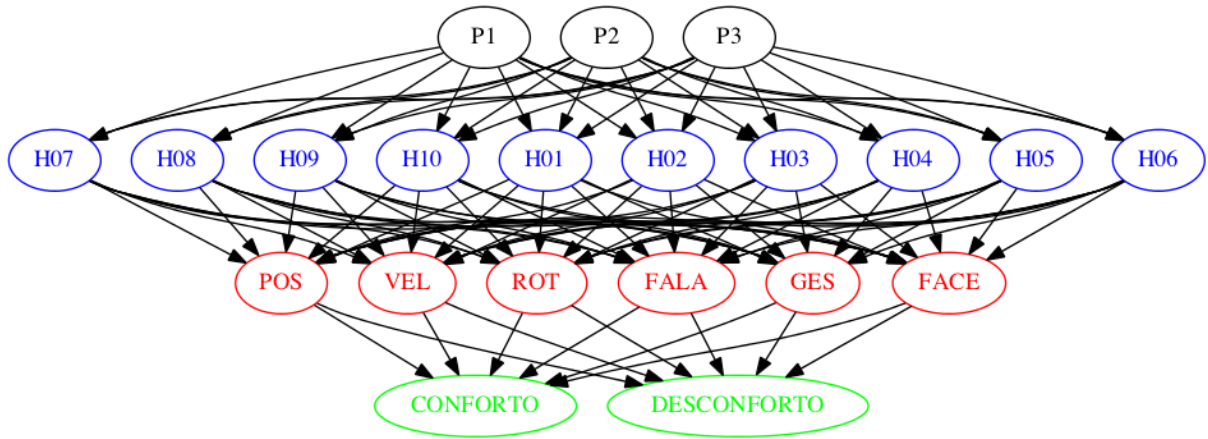 P1 P2 P3
H07 H08 H09 H10 H01 H02 H03 H04 H05 H06
POS VEL ROT FALA GES FACE
CONFORTO DESCONFORTO